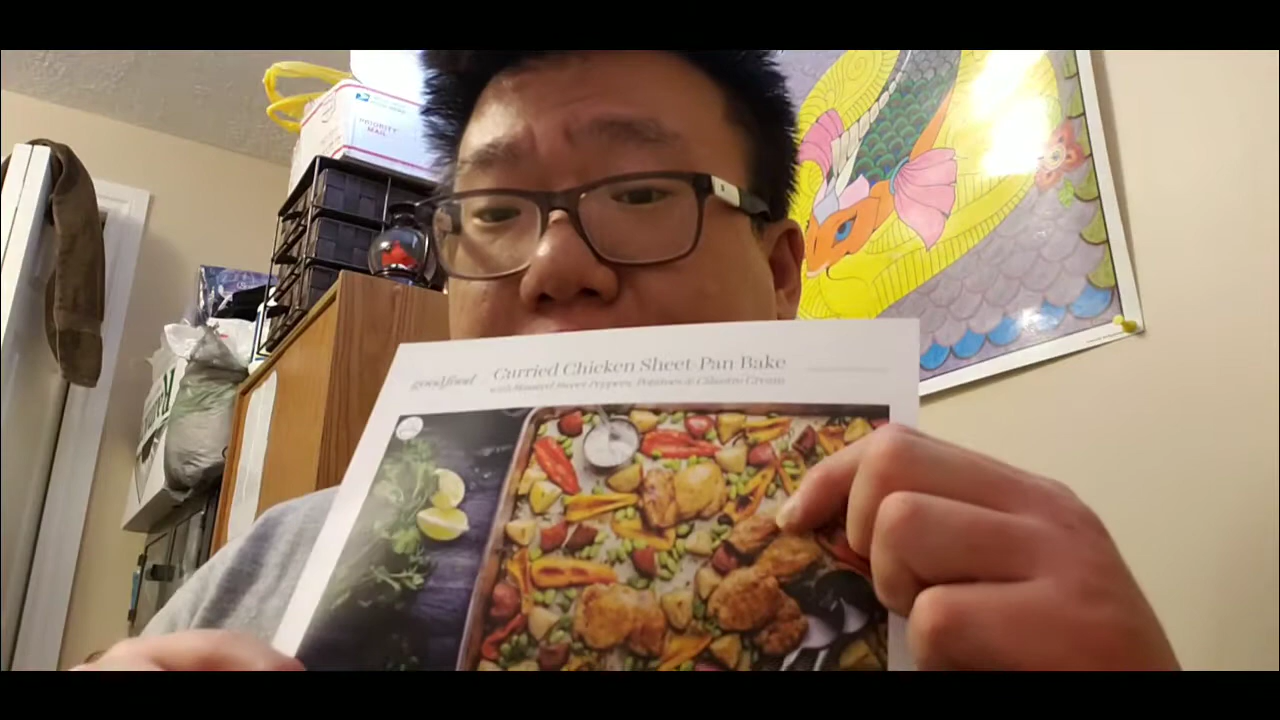 PRIORITY
MAIL
goodfood
Curried Chicken Sheet-Pan Bake
with Roasted Sweet Peppers, Potatoes & Cilantro Cream